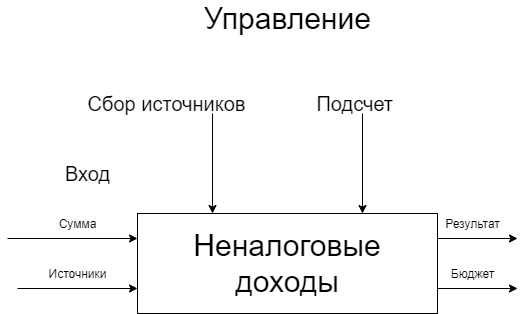 Управление
Сбор источников
Подсчет
Вход
Сумма
Результат
Неналоговые
доходы
Источники
Бюджет